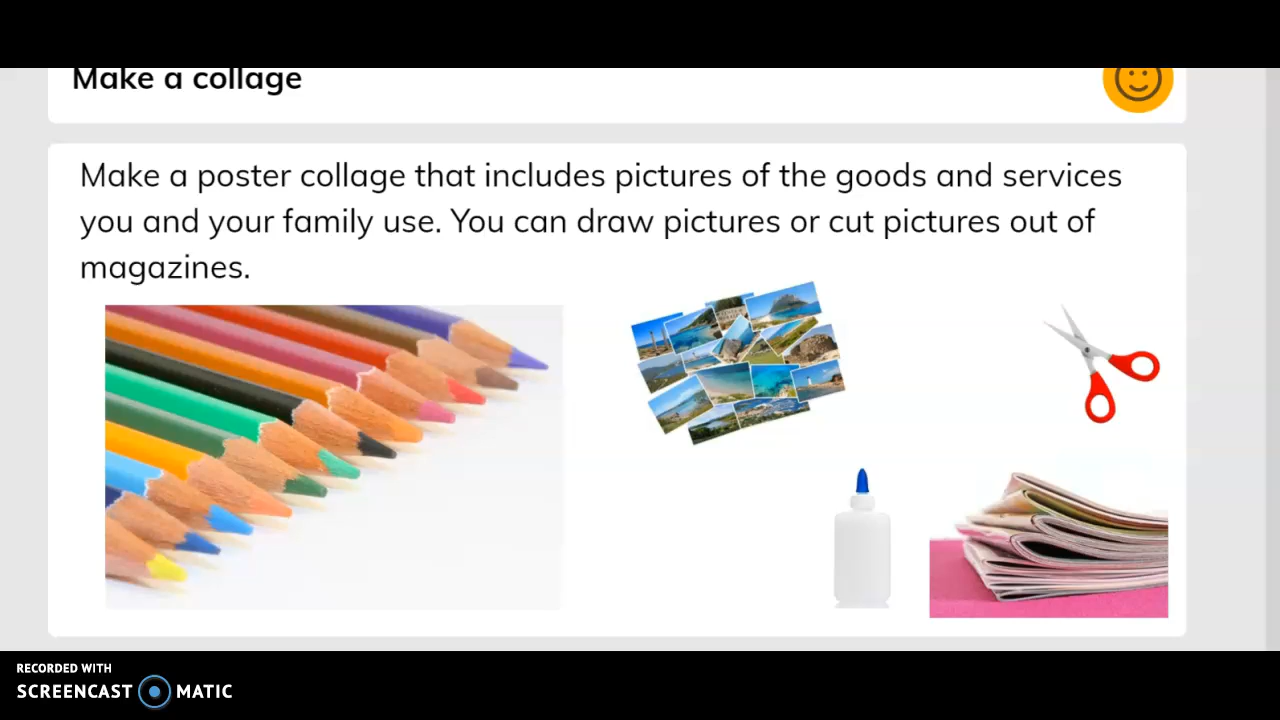 Make a collage
Make a poster collage that includes pictures of the goods and services
you and your family use. You can draw pictures or cut pictures out of
magazines.
RECORDED WITH
SCREENCAST MATIC